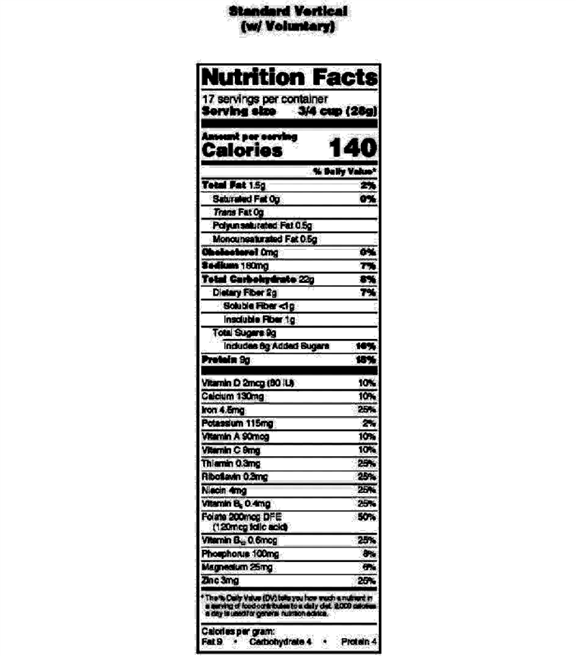 Standard Vertical
(w/ Voluntary)
Nutrition Facts
17 servings per container
Serving size 3/4 cup (28g)
Amount per serving
Calories 140
% Daily Value*
Total Fat 1.5g 2%
Saturated Fat 0g 0%
Trans Fat 0g
Polyunsaturated Fat 0.5g
Monounsaturated Fat 0.5g
Cholesterol 0mg 0%
Sodium 160mg 7%
Total Carbohydrate 22g 8%
Dietary Fiber 2g 7%
Soluble Fiber <1g
Insoluble Fiber 1g
Total Sugars 9g
Includes 8g Added Sugars 16%
Protein 9g 18%
Vitamin D 2mcg (80 IU) 10%
Calcium 130mg 10%
Iron 4.5mg 25%
Potassium 115mg 2%
Vitamin A 90mcg 10%
Vitamin C 9mg 10%
Thiamin 0.3mg 25%
Riboflavin 0.3mg 25%
Niacin 4mg 25%
Vitamin B₆ 0.4mg 25%
Folate 200mcg DFE 50%
(120mcg folic acid)
Vitamin B₁₂ 0.6mcg 25%
Phosphorus 100mg 8%
Magnesium 25mg 6%
Zinc 3mg 25%
* The % Daily Value (DV) tells you how much a nutrient in
a serving of food contributes to a daily diet. 2,000 calories
a day is used for general nutrition advice.
Calories per gram:
Fat 9 • Carbohydrate 4 • Protein 4